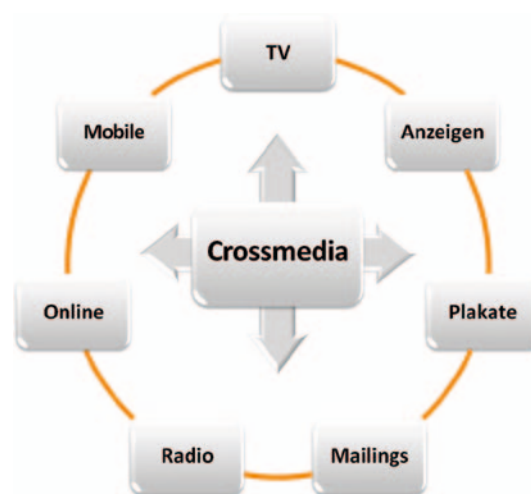 TV
Anzeigen
Plakate
Mailings
Radio
Online
Mobile
Crossmedia